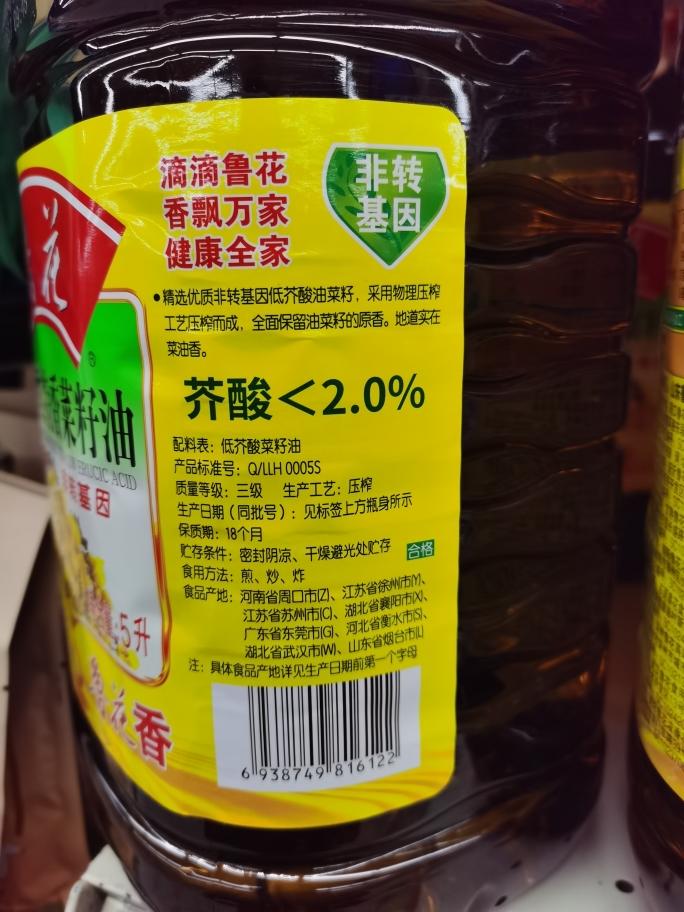 滴滴鲁花
香飘万家
健康全家
非转
基因
花
®
香菜籽油
ERUCIC ACID
基因
5升
花香
•精选优质非转基因低芥酸油菜籽，采用物理压榨
工艺压榨而成，全面保留油菜籽的原香。地道实在
菜油香。
芥酸＜2.0%
配料表：低芥酸菜籽油
产品标准号：Q/LLH 0005S
质量等级：三级 生产工艺：压榨
生产日期（同批号）：见标签上方瓶身所示
保质期：18个月
贮存条件：密封阴凉、干燥避光处贮存 合格
食用方法：煎、炒、炸
食品产地：河南省周口市(Z)、江苏省徐州市(Y)、
江苏省苏州市(C)、湖北省襄阳市(X)、
广东省东莞市(G)、河北省衡水市(S)、
湖北省武汉市(W)、山东省烟台市(L)
注：具体食品产地详见生产日期前第一个字母
6 938749 816122